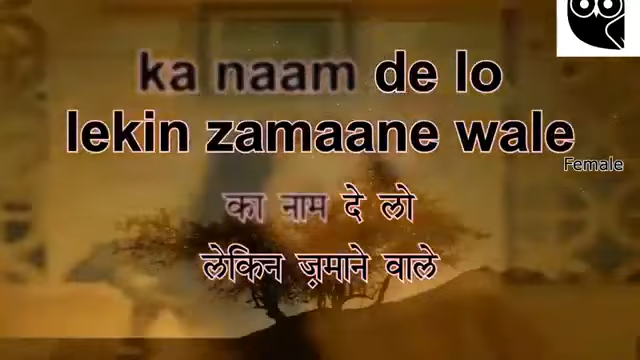 ka naam de lo
lekin zamaane wale
Female
का नाम दे लो
लेकिन ज़माने वाले